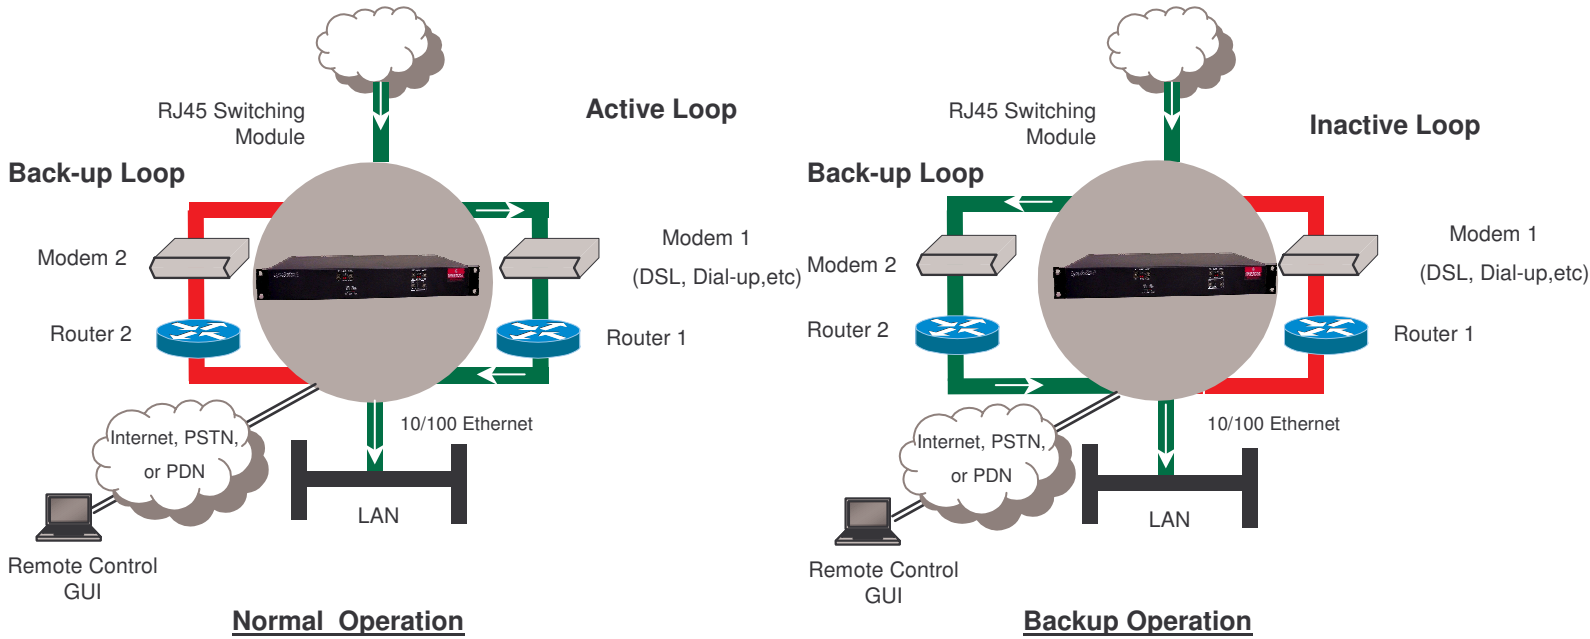 RJ45 Switching
Module
Active Loop
Back-up Loop
Modem 2
Modem 1
(DSL, Dial-up,etc)
Router 2
Router 1
10/100 Ethernet
Internet, PSTN,
or PDN
LAN
Remote Control
GUI
Normal Operation
RJ45 Switching
Module
Inactive Loop
Back-up Loop
Modem 2
Modem 1
(DSL, Dial-up,etc)
Router 2
Router 1
10/100 Ethernet
Internet, PSTN,
or PDN
LAN
Remote Control
GUI
Backup Operation